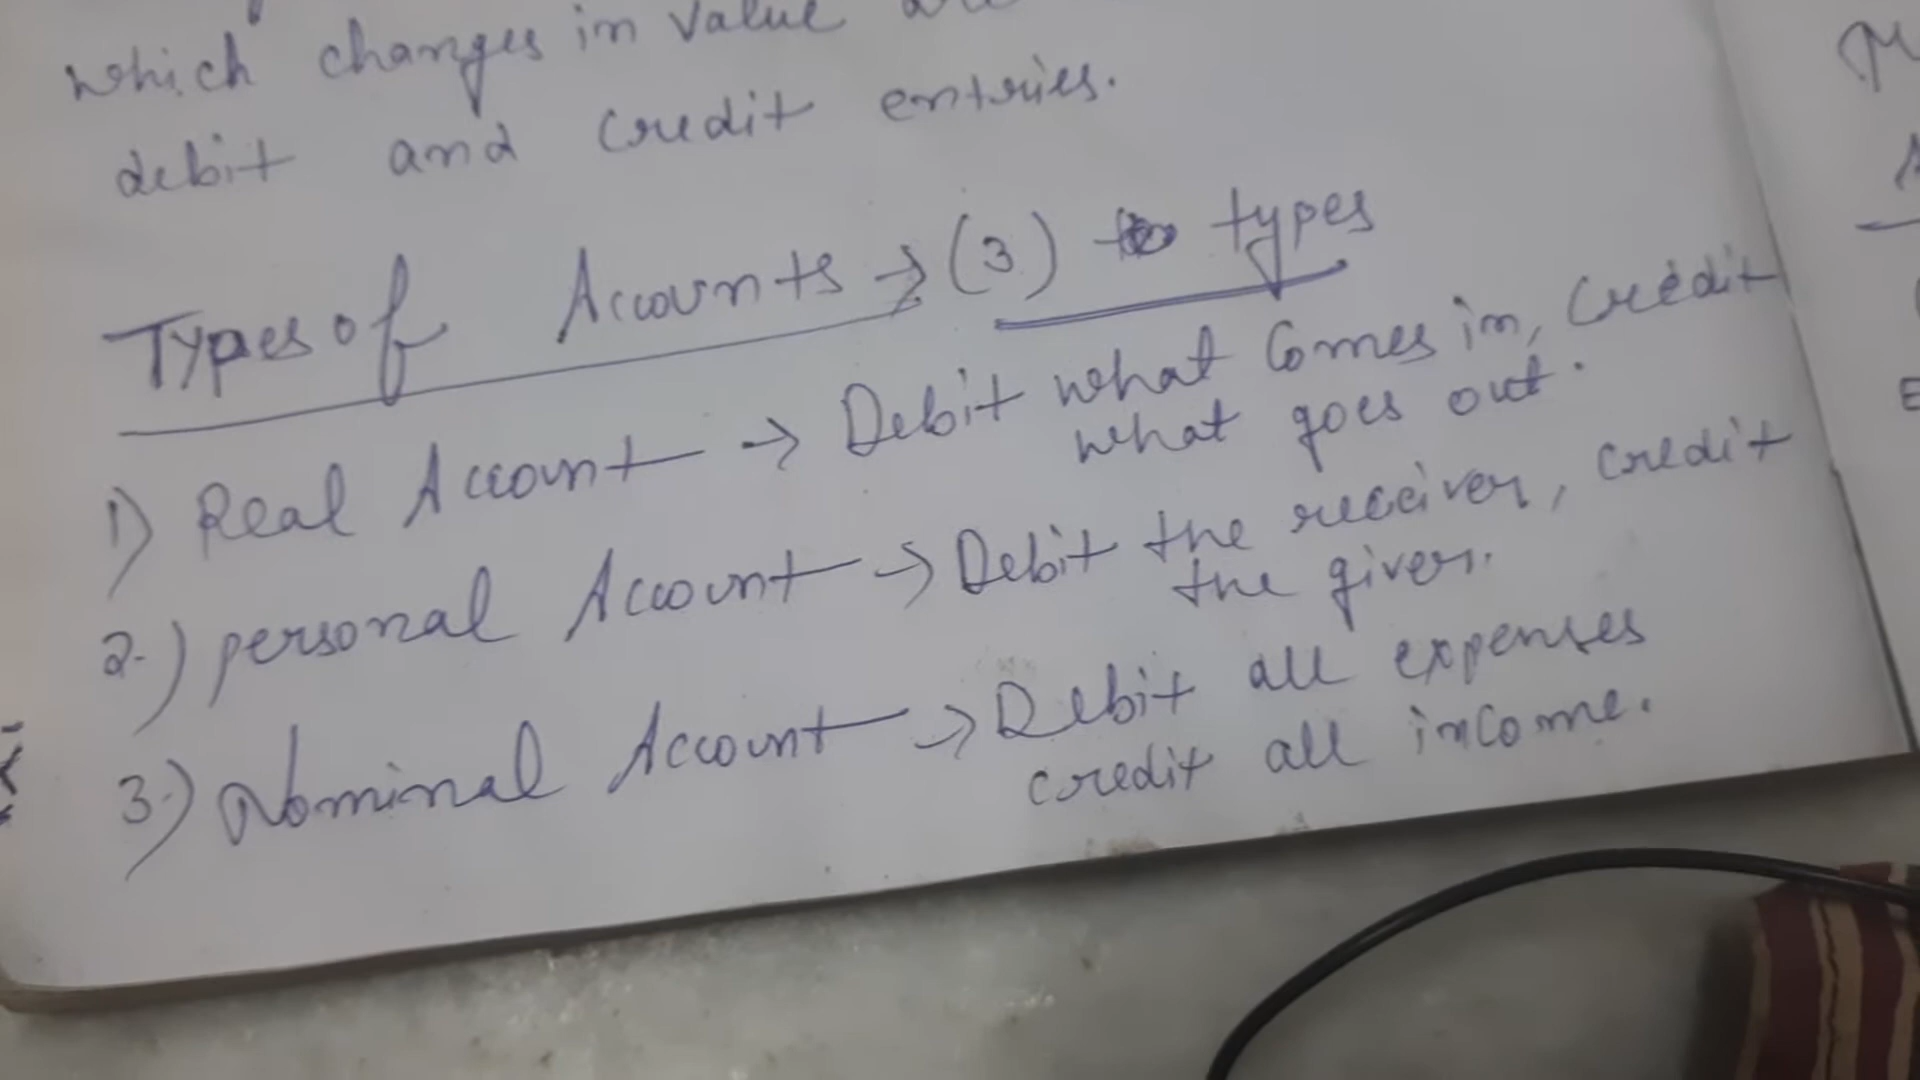 which changes in value
debit and credit entries.
Types of Accounts → (3) types
1) Real Account → Debit what comes in, credit
what goes out.
2.) personal Account → Debit the receiver, credit
the giver.
3.) Nominal Account → Debit all expenses
credit all income.